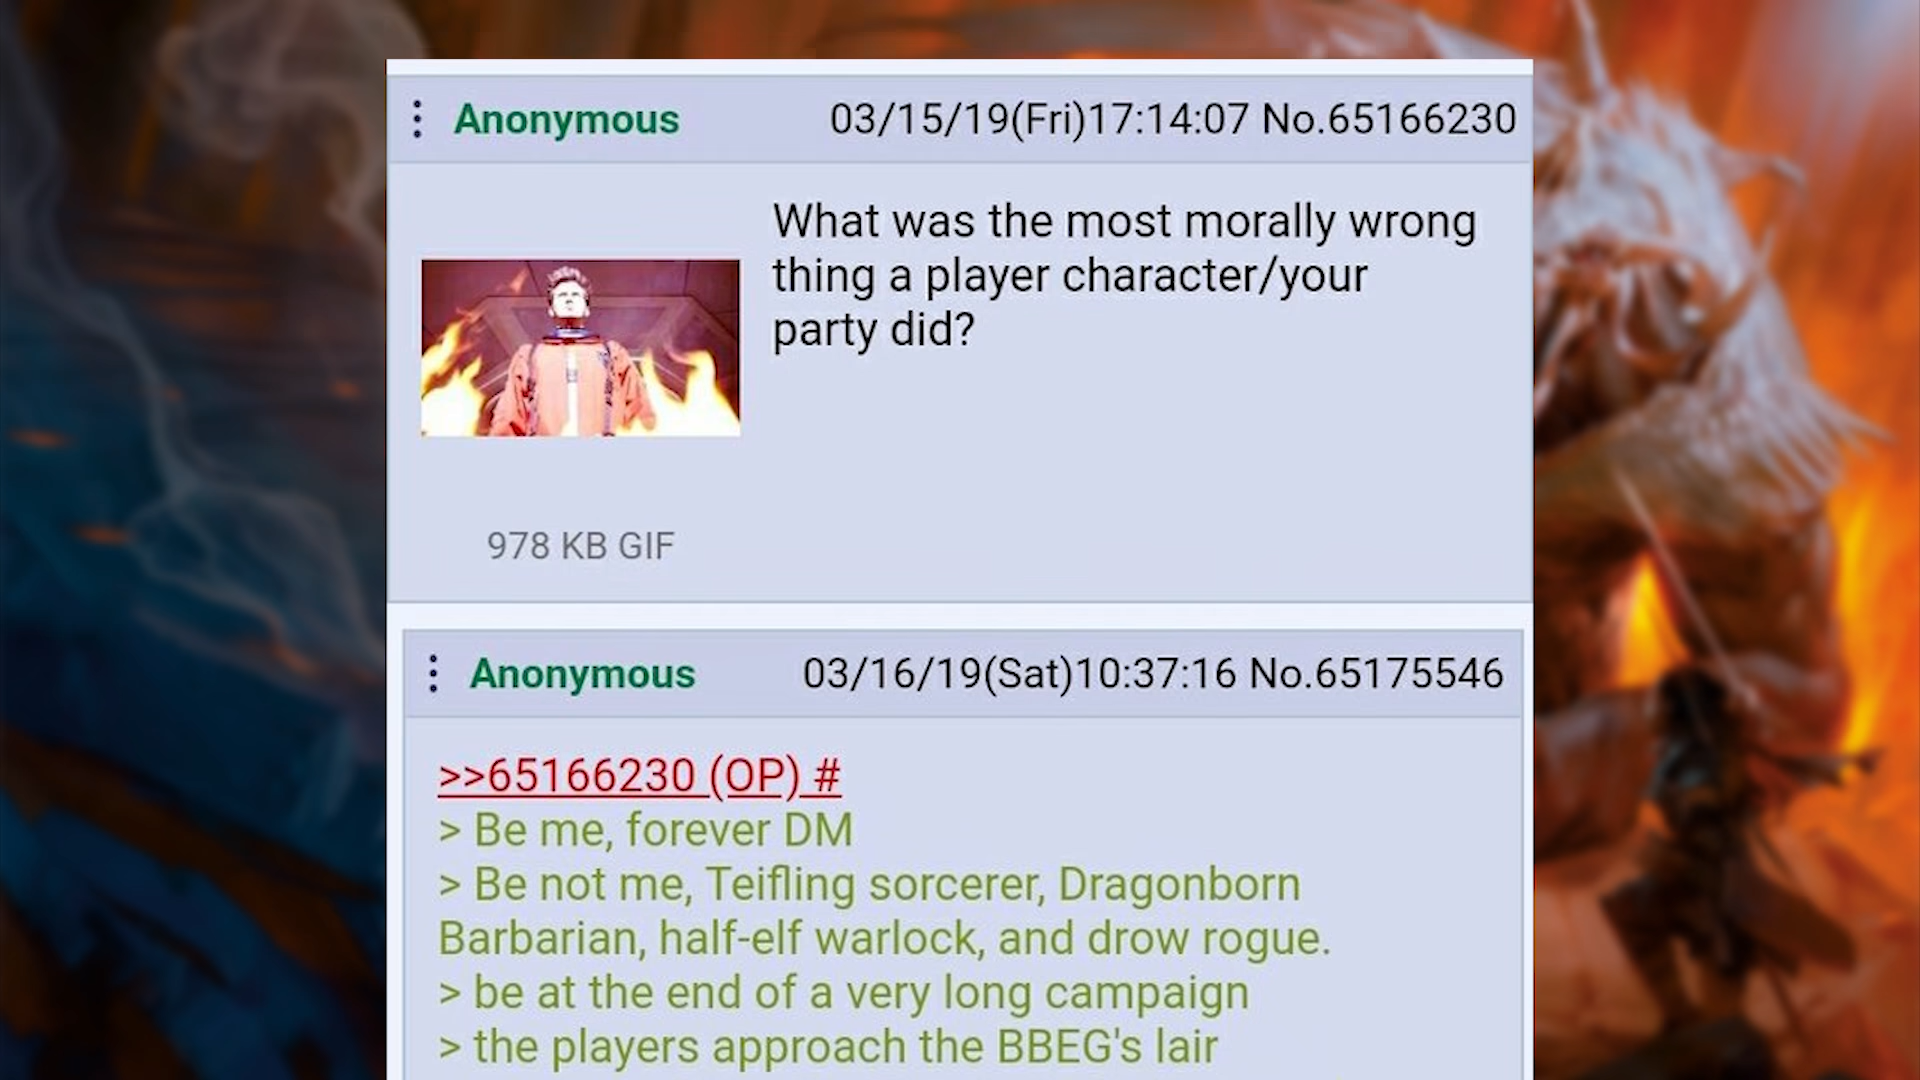 Anonymous 03/15/19(Fri)17:14:07 No.65166230
What was the most morally wrong
thing a player character/your
party did?
978 KB GIF
Anonymous 03/16/19(Sat)10:37:16 No.65175546
>>65166230 (OP) #
> Be me, forever DM
> Be not me, Teifling sorcerer, Dragonborn
Barbarian, half-elf warlock, and drow rogue.
> be at the end of a very long campaign
> the players approach the BBEG's lair